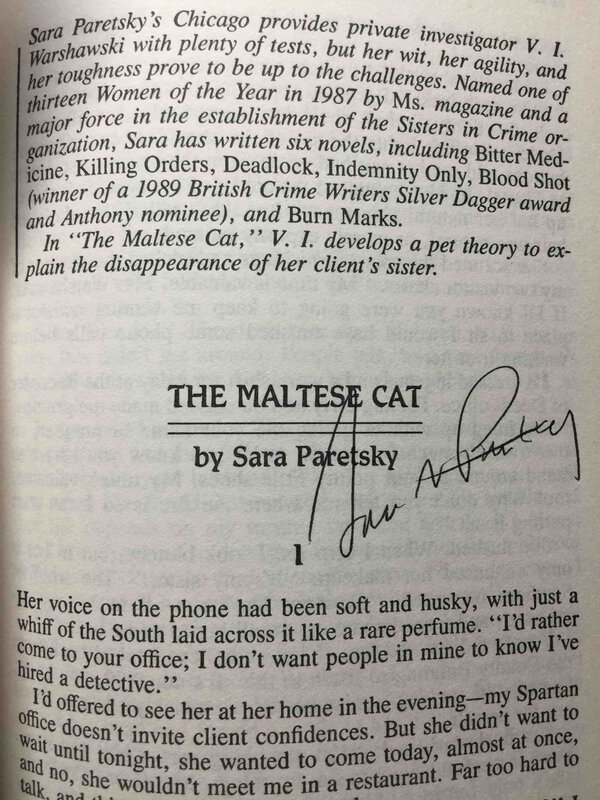 Sara Paretsky's Chicago provides private investigator V. I.
Warshawski with plenty of tests, but her wit, her agility, and
her toughness prove to be up to the challenges. Named one of
thirteen Women of the Year in 1987 by Ms. magazine and a
major force in the establishment of the Sisters in Crime or-
ganization, Sara has written six novels, including Bitter Med-
icine, Killing Orders, Deadlock, Indemnity Only, Blood Shot
(winner of a 1989 British Crime Writers Silver Dagger award
and Anthony nominee), and Burn Marks.
In "The Maltese Cat," V. I. develops a pet theory to ex-
plain the disappearance of her client's sister.
THE MALTESE CAT
by Sara Paretsky
I
Her voice on the phone had been soft and husky, with just a
whiff of the South laid across it like a rare perfume. "I'd rather
come to your office; I don't want people in mine to know I've
hired a detective."
I'd offered to see her at her home in the evening—my Spartan
office doesn't invite client confidences. But she didn't want to
wait until tonight, she wanted to come today, almost at once,
and no, she wouldn't meet me in a restaurant. Far too hard to
talk, and